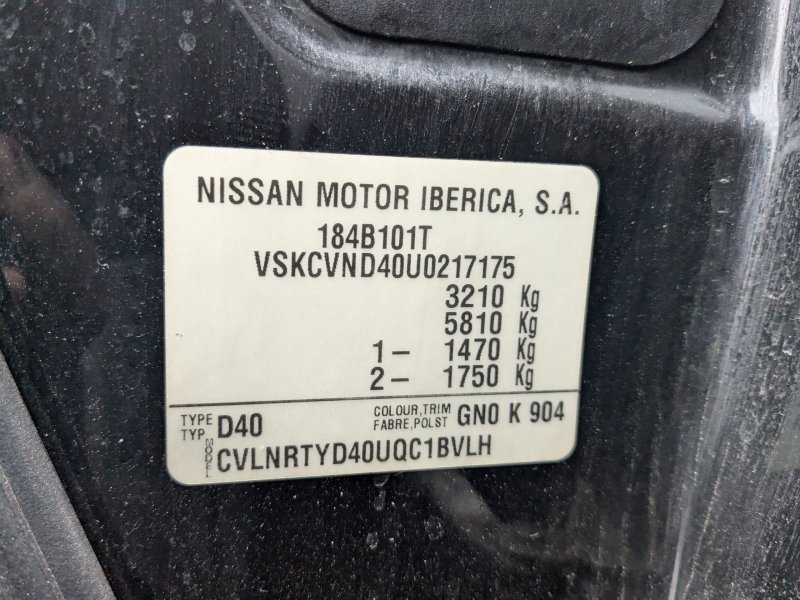 NISSAN MOTOR IBERICA, S.A.
184B101T
VSKCVND40U0217175
3210 Kg
5810 Kg
1– 1470 Kg
2– 1750 Kg
TYPE TYP D40 COLOUR,TRIM FABRE,POLST GN0 K 904
MODEL CVLNRTYD40UQC1BVLH